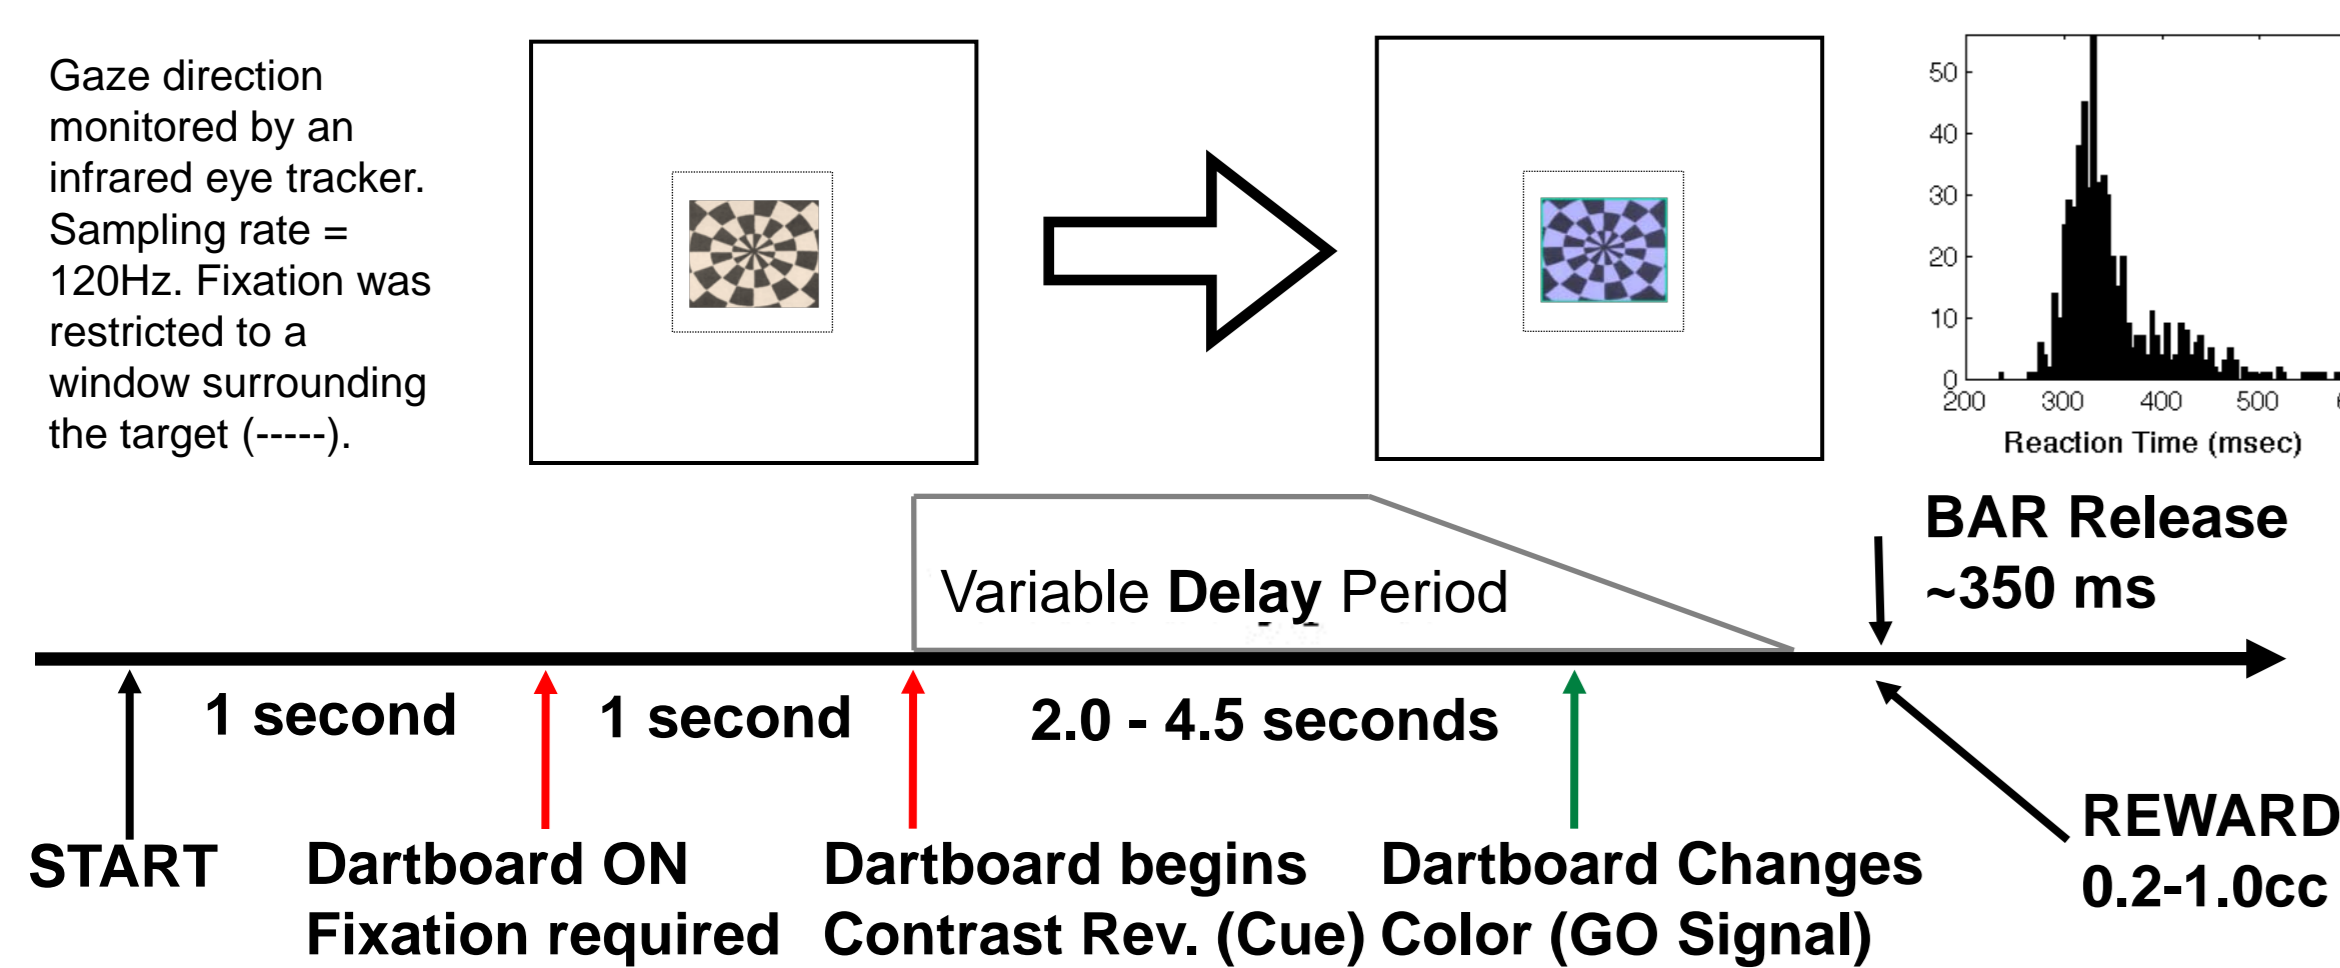 Gaze direction
monitored by an
infrared eye tracker.
Sampling rate =
120Hz. Fixation was
restricted to a
window surrounding
the target (-----).
50
40
30
20
10
0
200 300 400 500
Reaction Time (msec)
BAR Release
~350 ms
Variable Delay Period
1 second 1 second 2.0 - 4.5 seconds
START
Dartboard ON
Fixation required
Dartboard begins
Contrast Rev. (Cue)
Dartboard Changes
Color (GO Signal)
REWARD
0.2-1.0cc